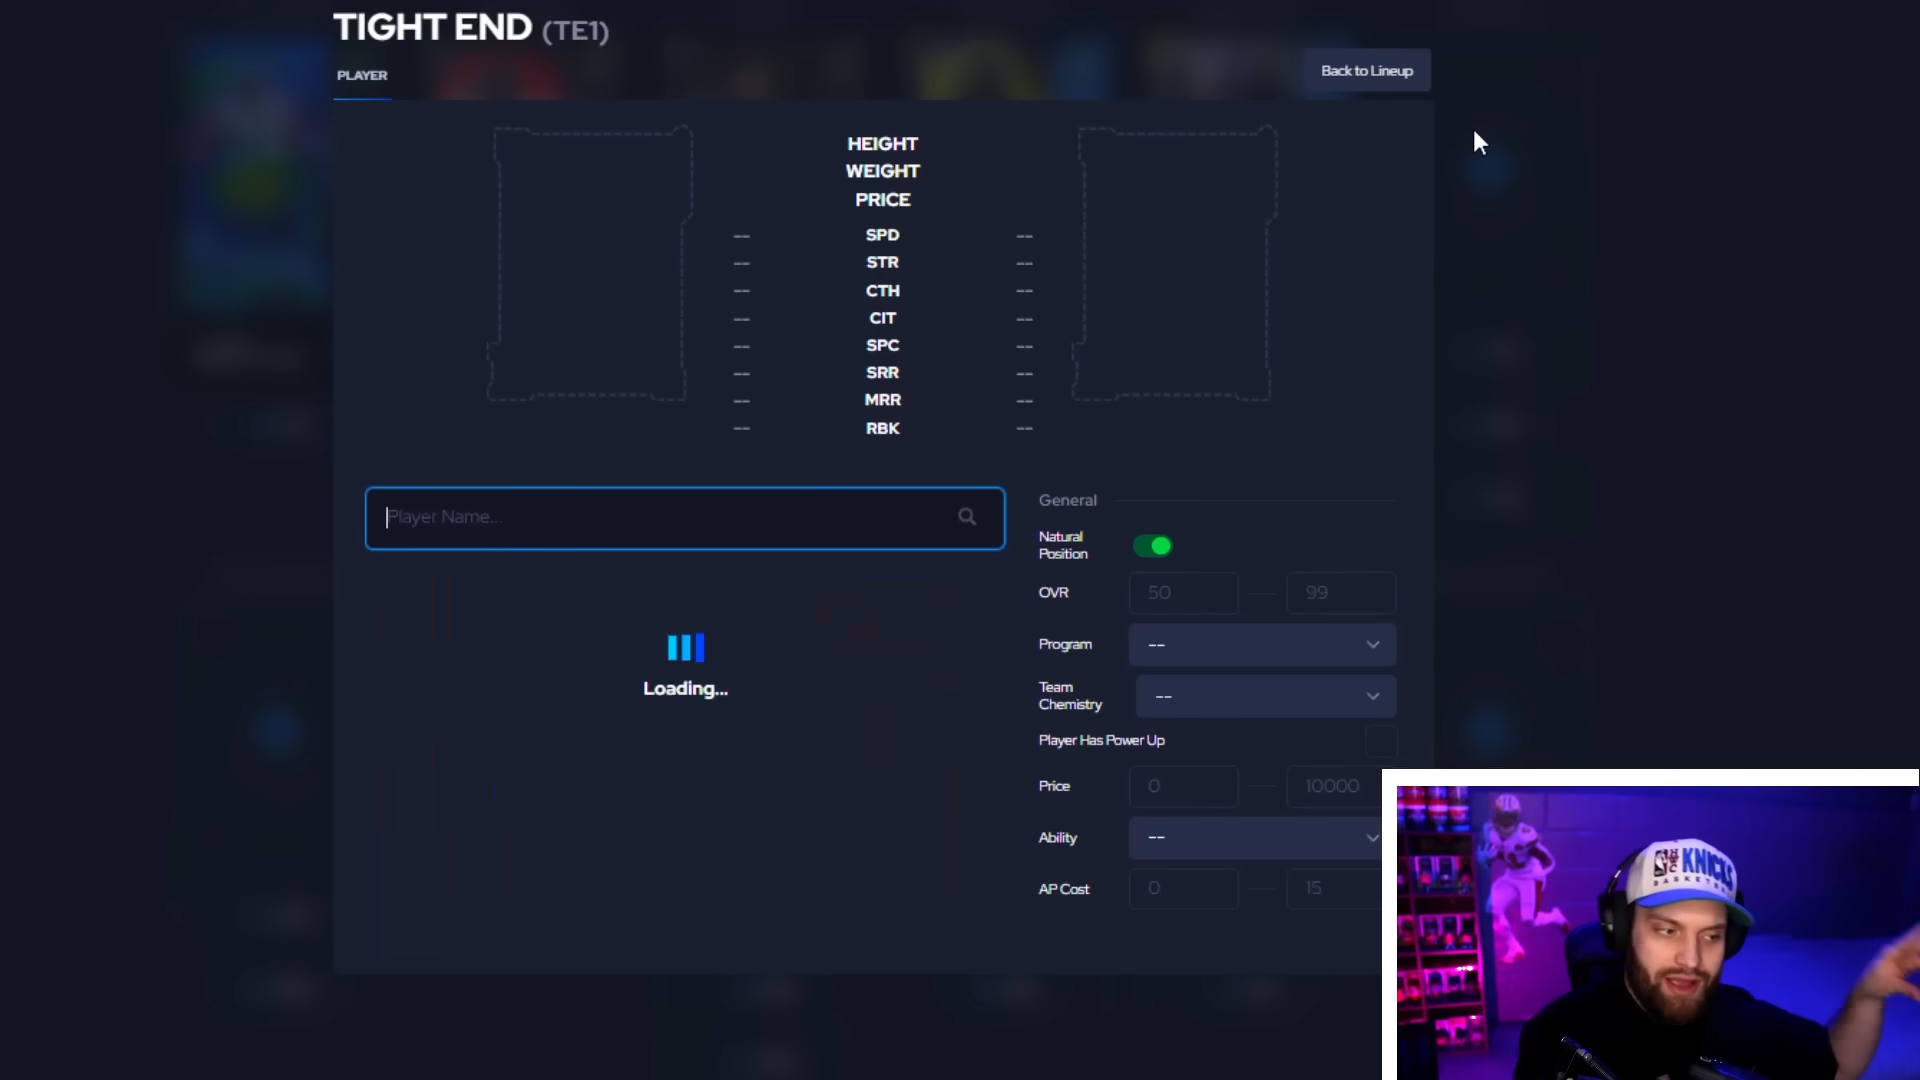 TIGHT END (TE1)
PLAYER
Back to Lineup
HEIGHT
WEIGHT
PRICE
-- SPD --
-- STR --
-- CTH --
-- CIT --
-- SPC --
-- SRR --
-- MRR --
-- RBK --
Player Name...
Loading...
General
Natural
Position
OVR 50 99
Program --
Team
Chemistry --
Player Has Power Up
Price 0 10000
Ability --
AP Cost 0 15
KNICKS
BASKETBALL